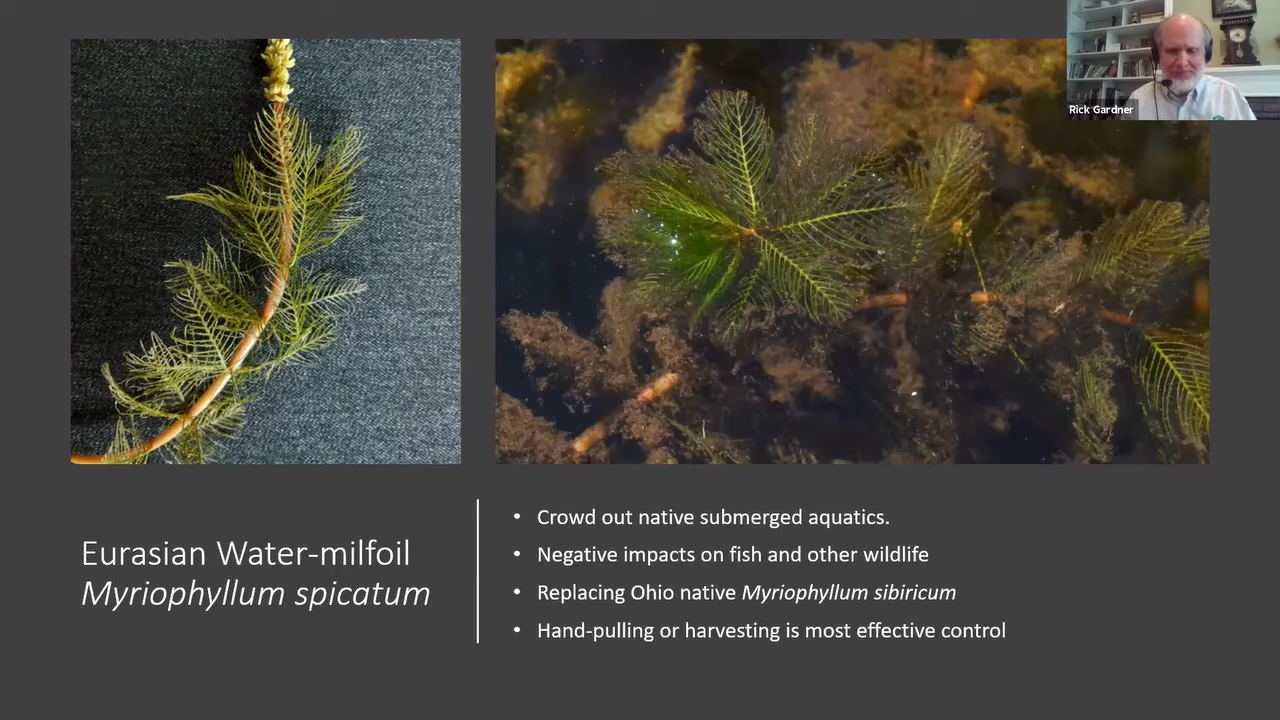 Rick Gardner
Eurasian Water-milfoil
Myriophyllum spicatum
• Crowd out native submerged aquatics.
• Negative impacts on fish and other wildlife
• Replacing Ohio native Myriophyllum sibiricum
• Hand-pulling or harvesting is most effective control